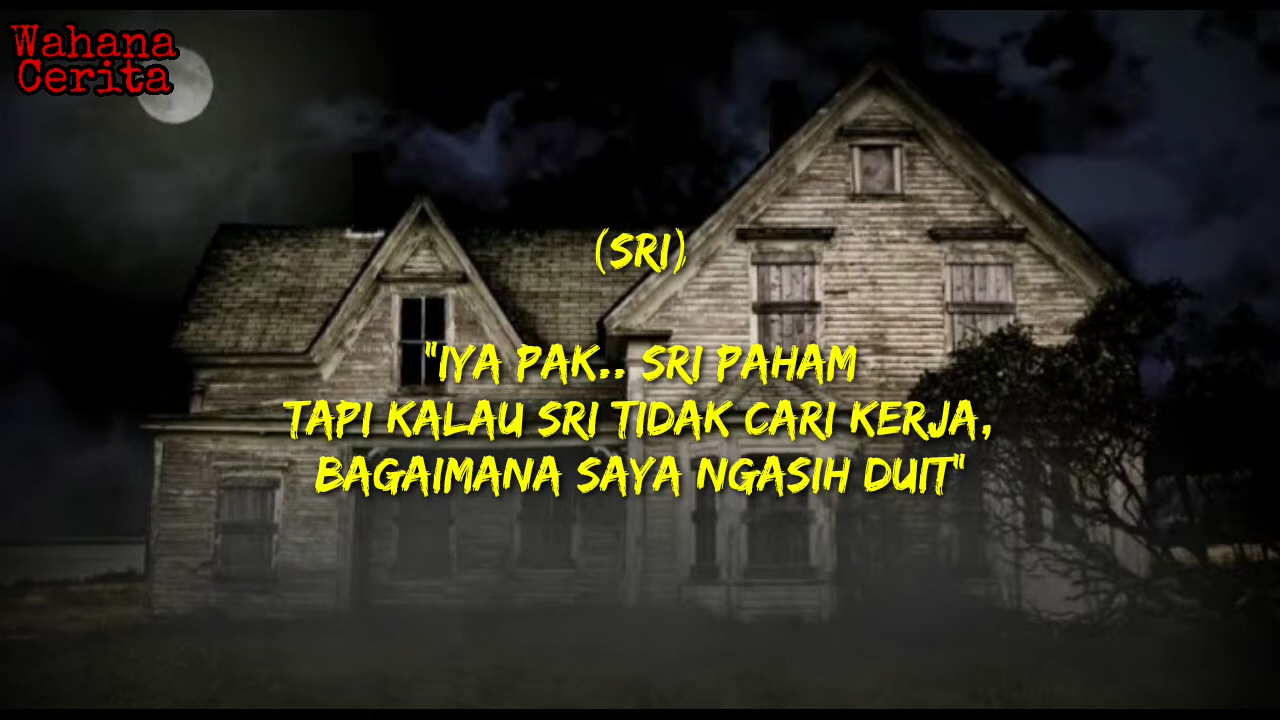 Wahana
Cerita
(SRI)
"IYA PAK.. SRI PAHAM
TAPI KALAU SRI TIDAK CARI KERJA,
BAGAIMANA SAYA NGASIH DUIT"